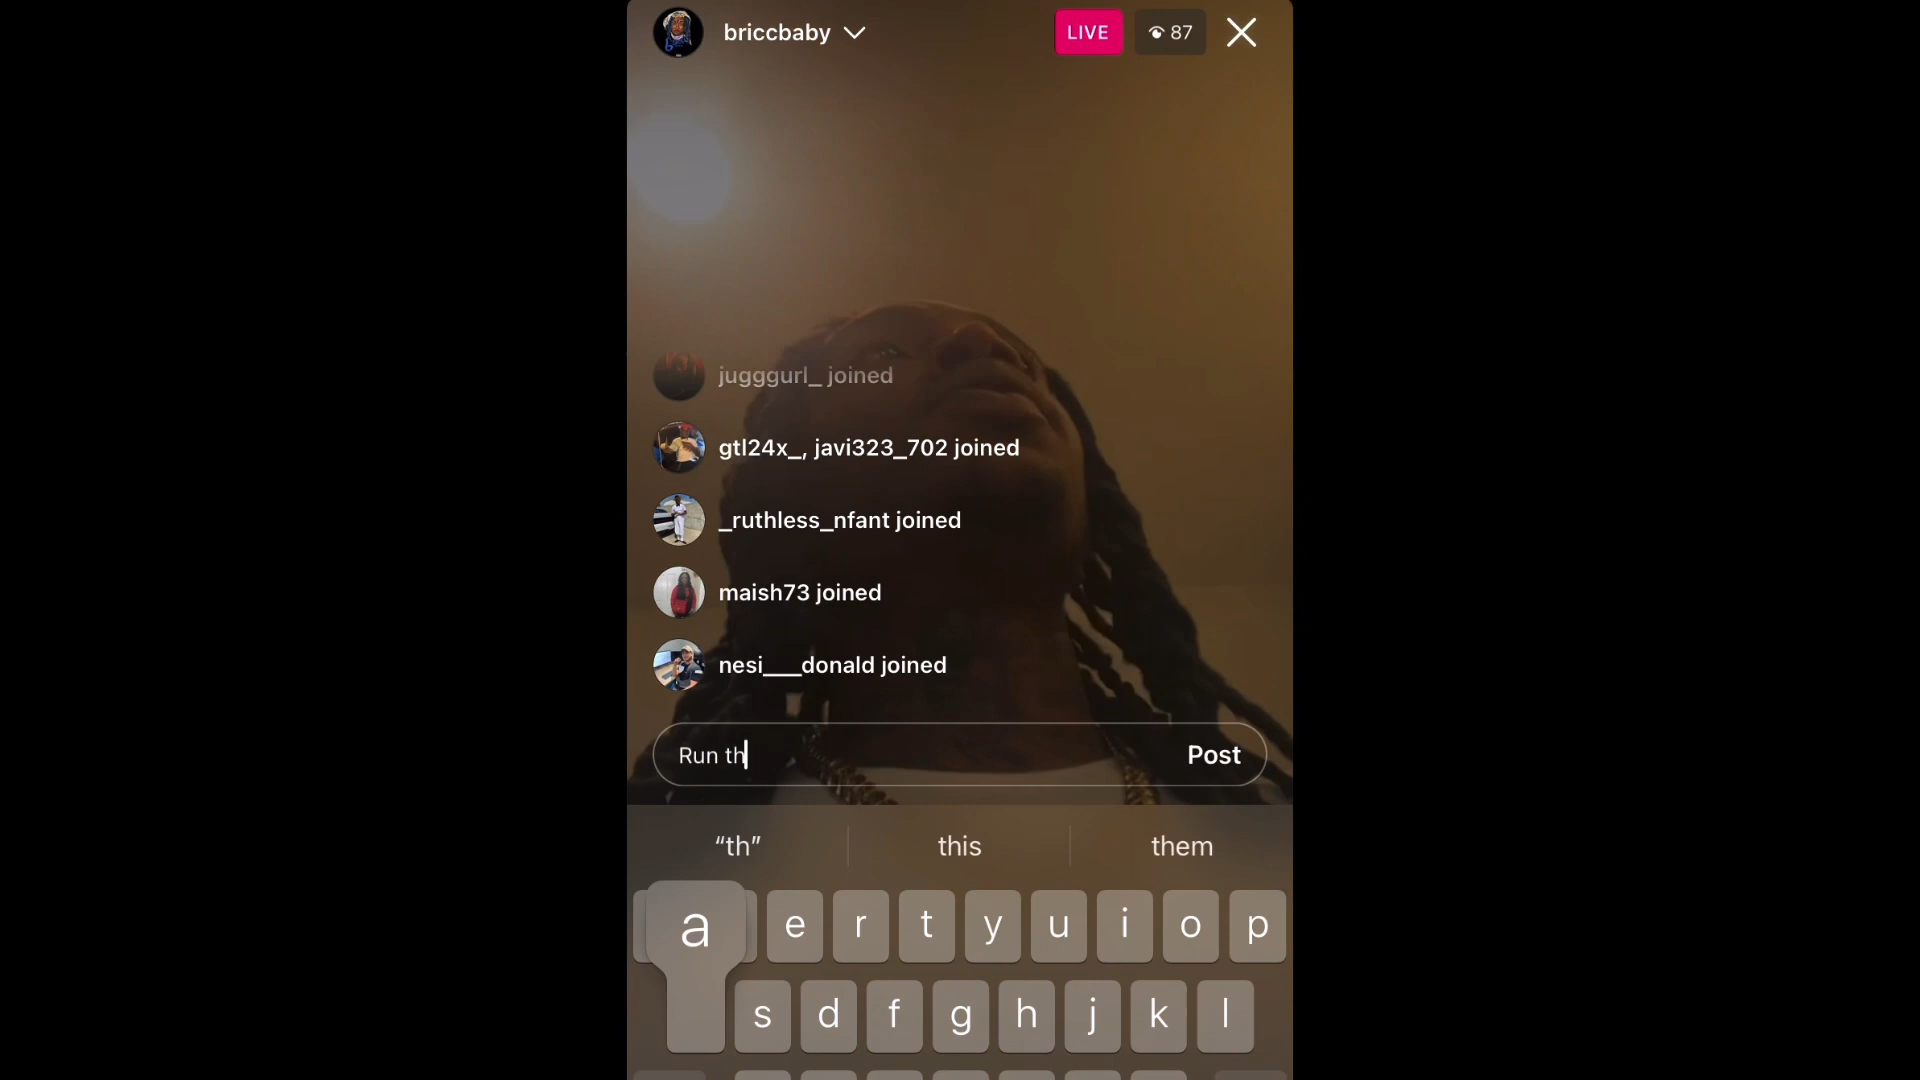 briccbaby
LIVE
87
jugggurl_ joined
gtl24x_, javi323_702 joined
_ruthless_nfant joined
maish73 joined
nesi____donald joined
Run th
Post
“th” this them
a e r t y u i o p
s d f g h j k l